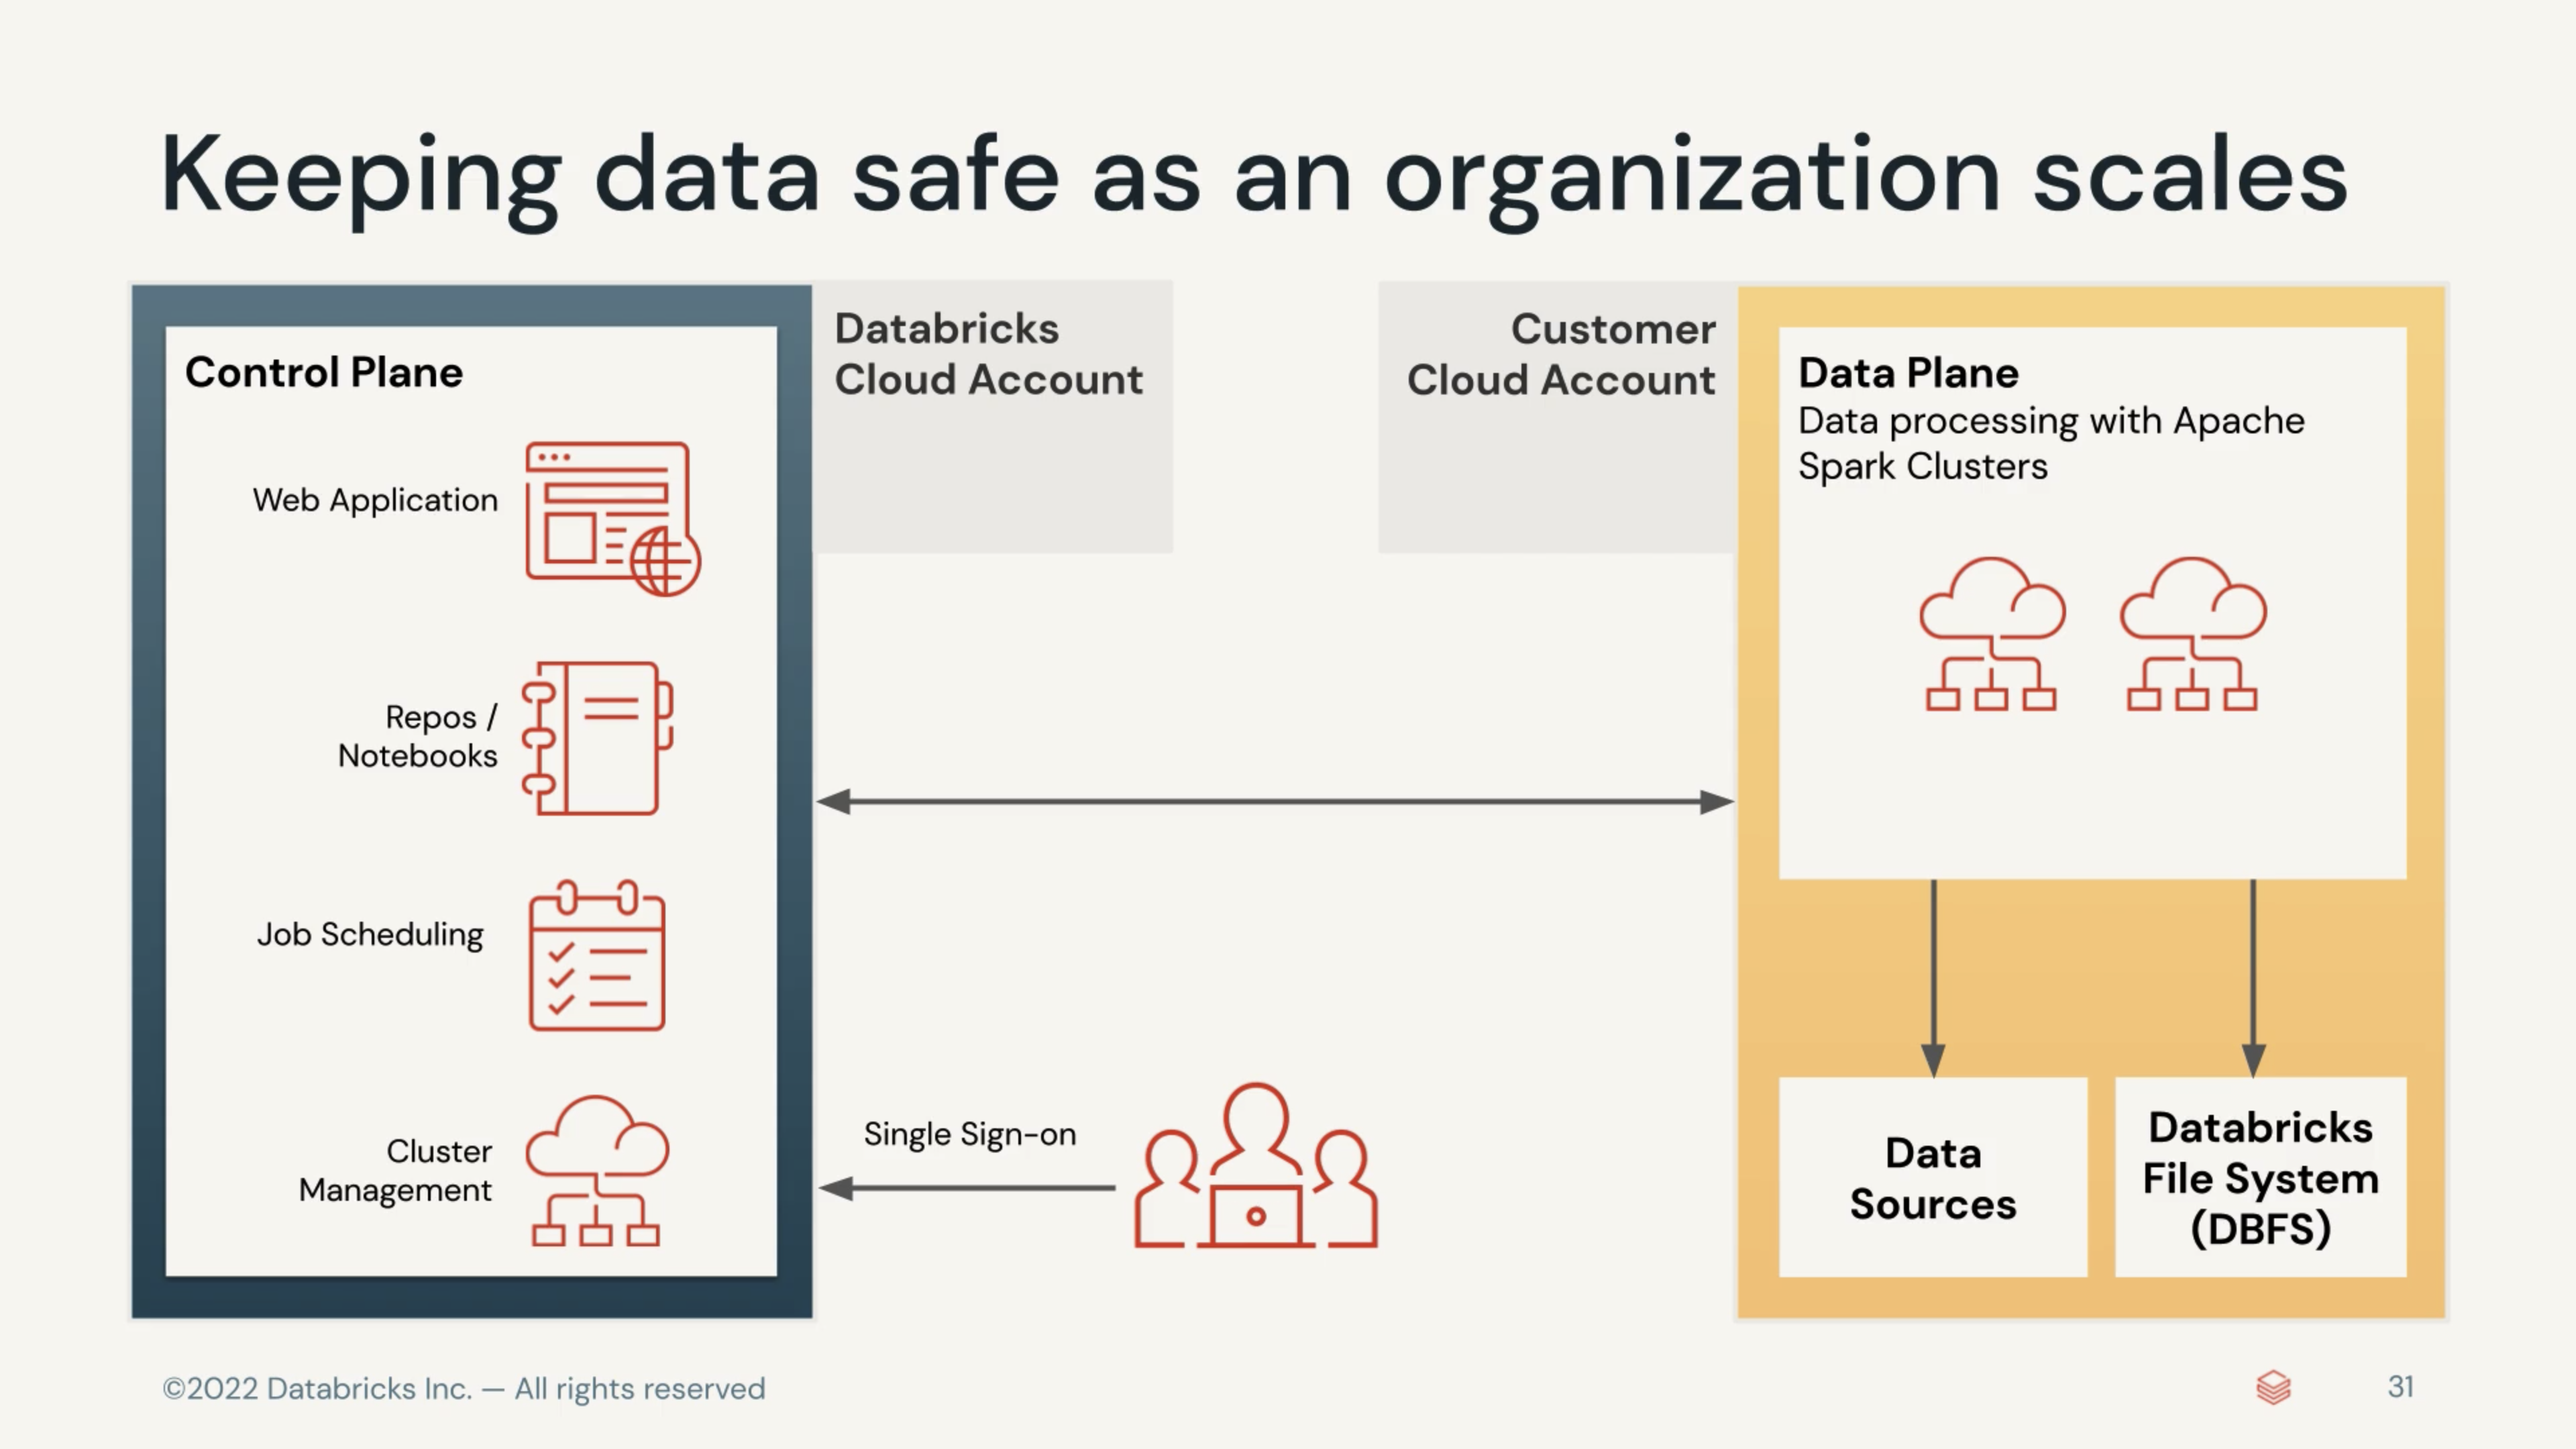 Keeping data safe as an organization scales
Control Plane
Web Application
Repos /
Notebooks
Job Scheduling
Cluster
Management
Databricks
Cloud Account
Single Sign-on
Customer
Cloud Account
Data Plane
Data processing with Apache
Spark Clusters
Data
Sources
Databricks
File System
(DBFS)
©2022 Databricks Inc. — All rights reserved
31